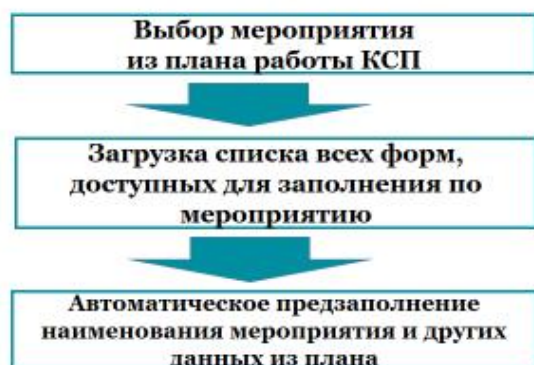 Выбор мероприятия
из плана работы КСП
Загрузка списка всех форм,
доступных для заполнения по
мероприятию
Автоматическое предзаполнение
наименования мероприятия и других
данных из плана